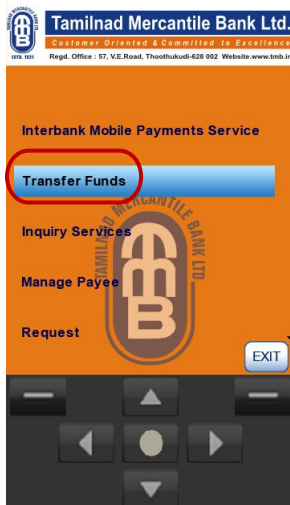 Tamilnad Mercantile Bank Ltd.
Customer Oriented & Committed to Excellence
ESTD. 1921
Regd. Office : 57, V.E.Road, Thoothukudi-628 002 Website.www.tmb.in
Interbank Mobile Payments Service
Transfer Funds
TAMILNAD MERCANTILE BANK LTD
Inquiry Services
Manage Payee
Request
EXIT